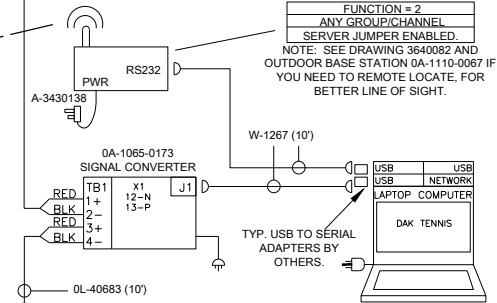 FUNCTION = 2
ANY GROUP/CHANNEL
SERVER JUMPER ENABLED.
NOTE: SEE DRAWING 3640082 AND
OUTDOOR BASE STATION 0A-1110-0067 IF
YOU NEED TO REMOTE LOCATE, FOR
BETTER LINE OF SIGHT.
RS232
PWR
A-3430138
W-1267 (10')
0A-1065-0173
SIGNAL CONVERTER
TB1
X1
J1
12-N
13-P
RED
1+
BLK
2-
RED
3+
BLK
4-
USB
USB
USB
NETWORK
LAPTOP COMPUTER
DAK TENNIS
TYP. USB TO SERIAL
ADAPTERS BY
OTHERS.
0L-40683 (10')